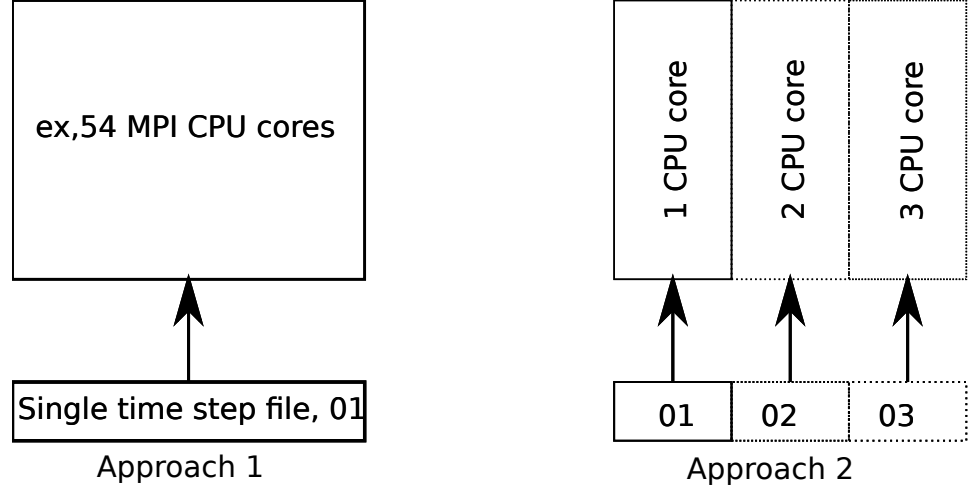 ex,54 MPI CPU cores
Single time step file, 01
Approach 1
1 CPU core
2 CPU core
3 CPU core
01
02
03
Approach 2